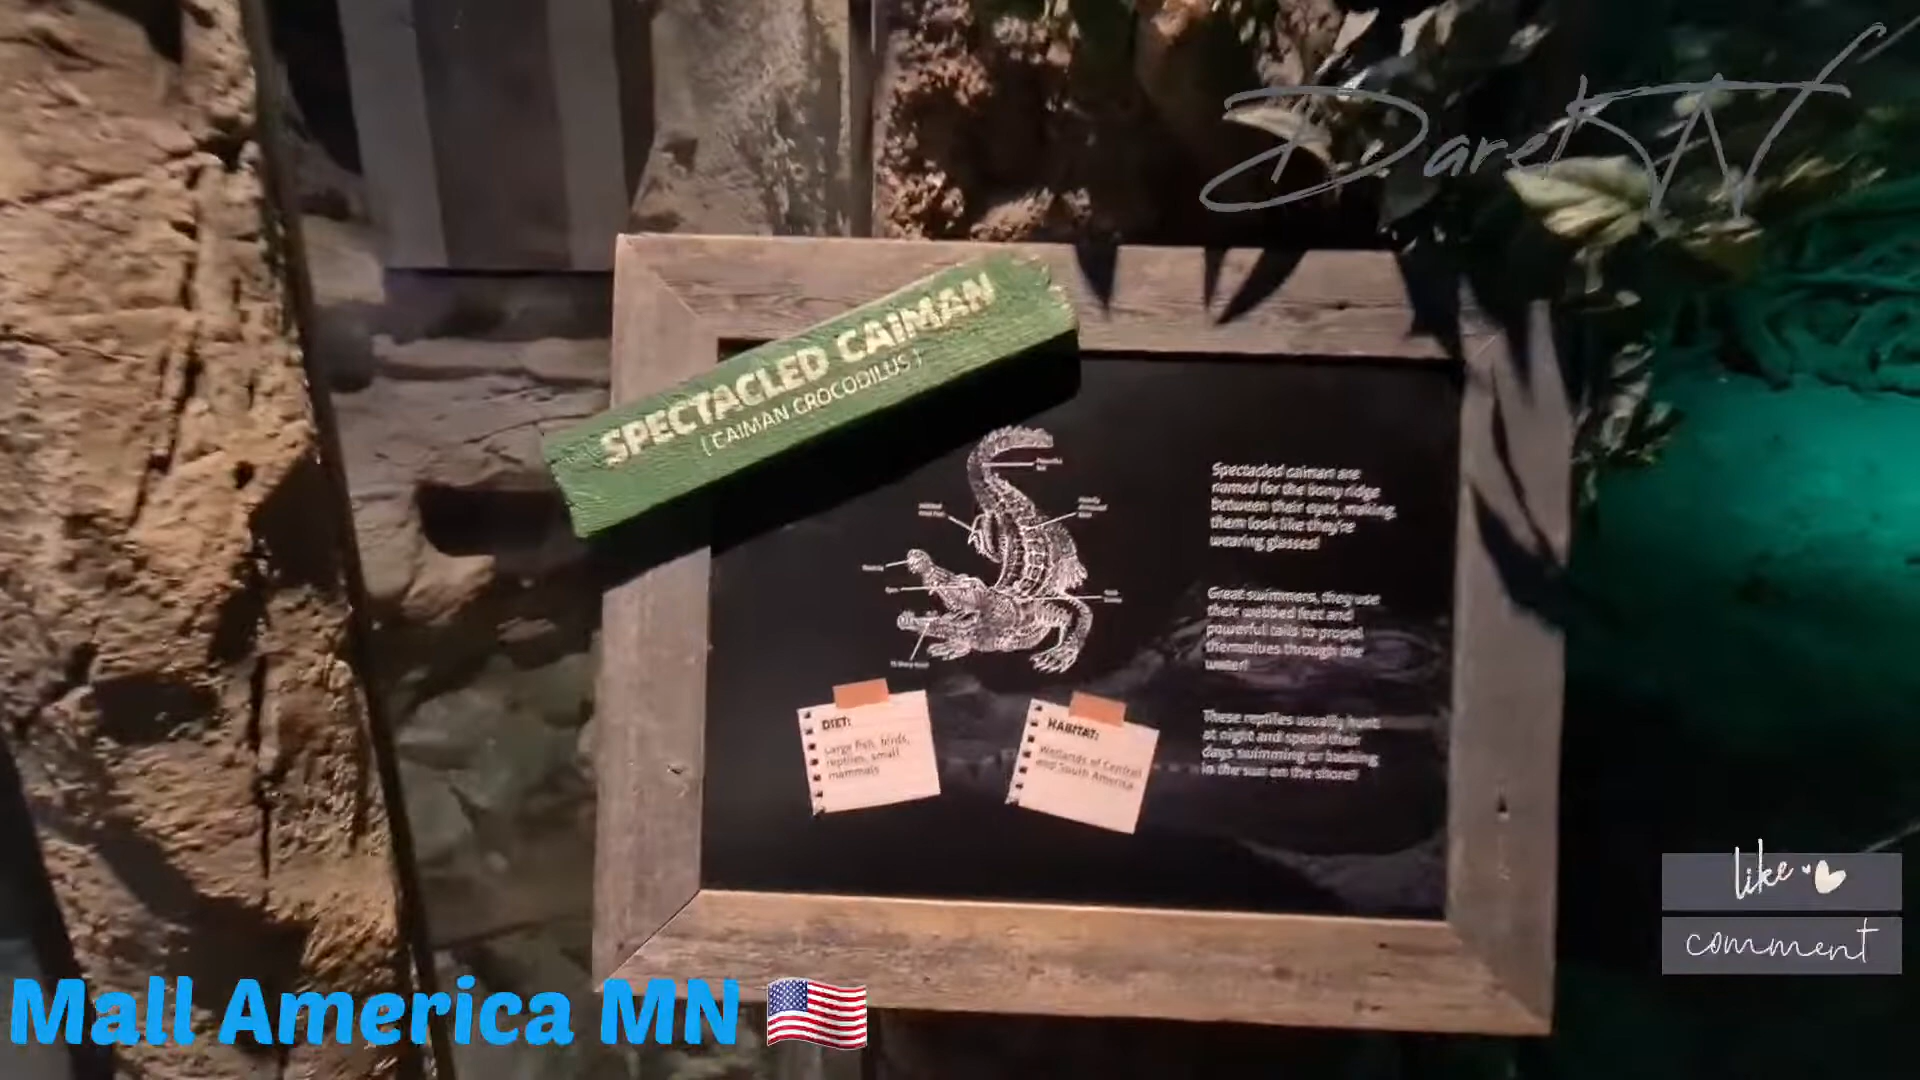 DarekN
SPECTACLED CAIMAN
(CAIMAN CROCODILUS)
Spectacled caiman are
named for the bony ridge
between their eyes, making
them look like they're
wearing glasses!
Great swimmers, they use
their webbed feet and
powerful tails to propel
themselves through the
water!
These reptiles usually hunt
at night and spend their
days swimming or basking
in the sun on the shore!
DIET:
Large fish, birds,
reptiles, small
mammals
HABITAT:
Wetlands of Central
and South America
like
comment
Mall America MN